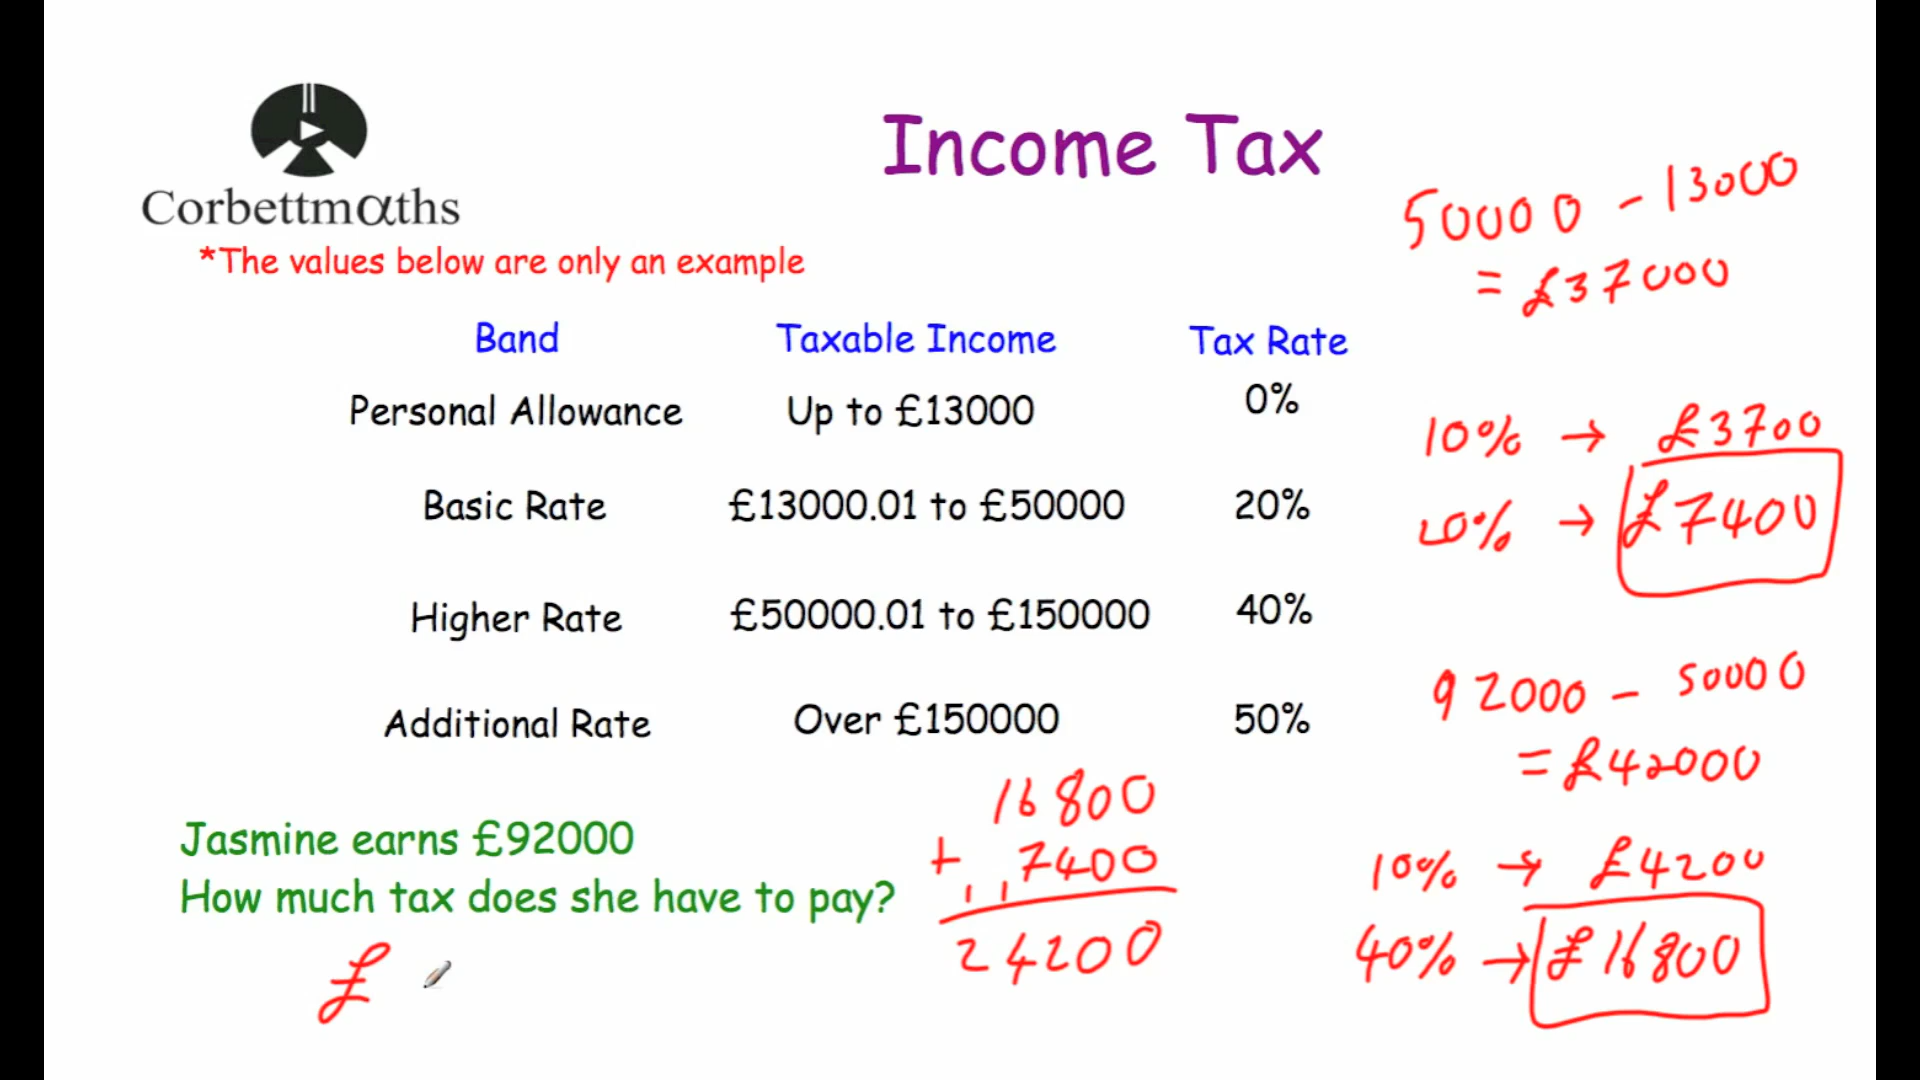 Corbettmαths
Income Tax
*The values below are only an example
50000 - 13000
= £37000
Band Taxable Income Tax Rate
Personal Allowance Up to £13000 0%
10% → £3700
Basic Rate £13000.01 to £50000 20%
20% → £7400
Higher Rate £50000.01 to £150000 40%
92000 - 50000
= £42000
Additional Rate Over £150000 50%
Jasmine earns £92000
How much tax does she have to pay?
£
16800
+ 7400
1 1
24200
10% → £4200
40% → £16800